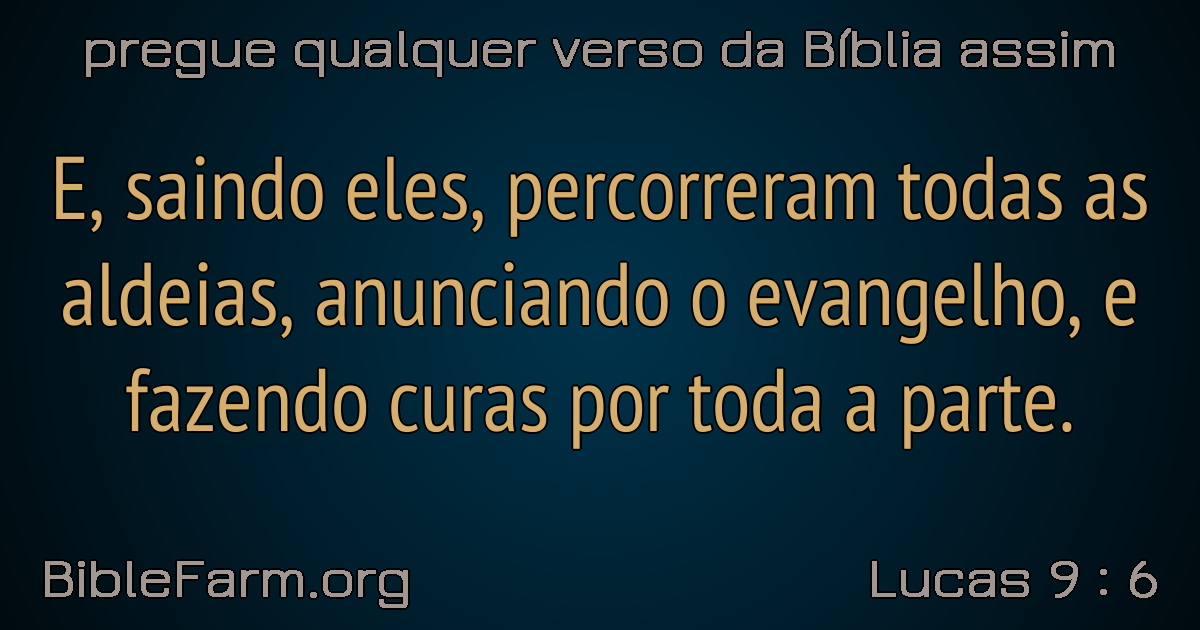 pregue qualquer verso da Bíblia assim
E, saindo eles, percorreram todas as
aldeias, anunciando o evangelho, e
fazendo curas por toda a parte.
BibleFarm.org
Lucas 9 : 6